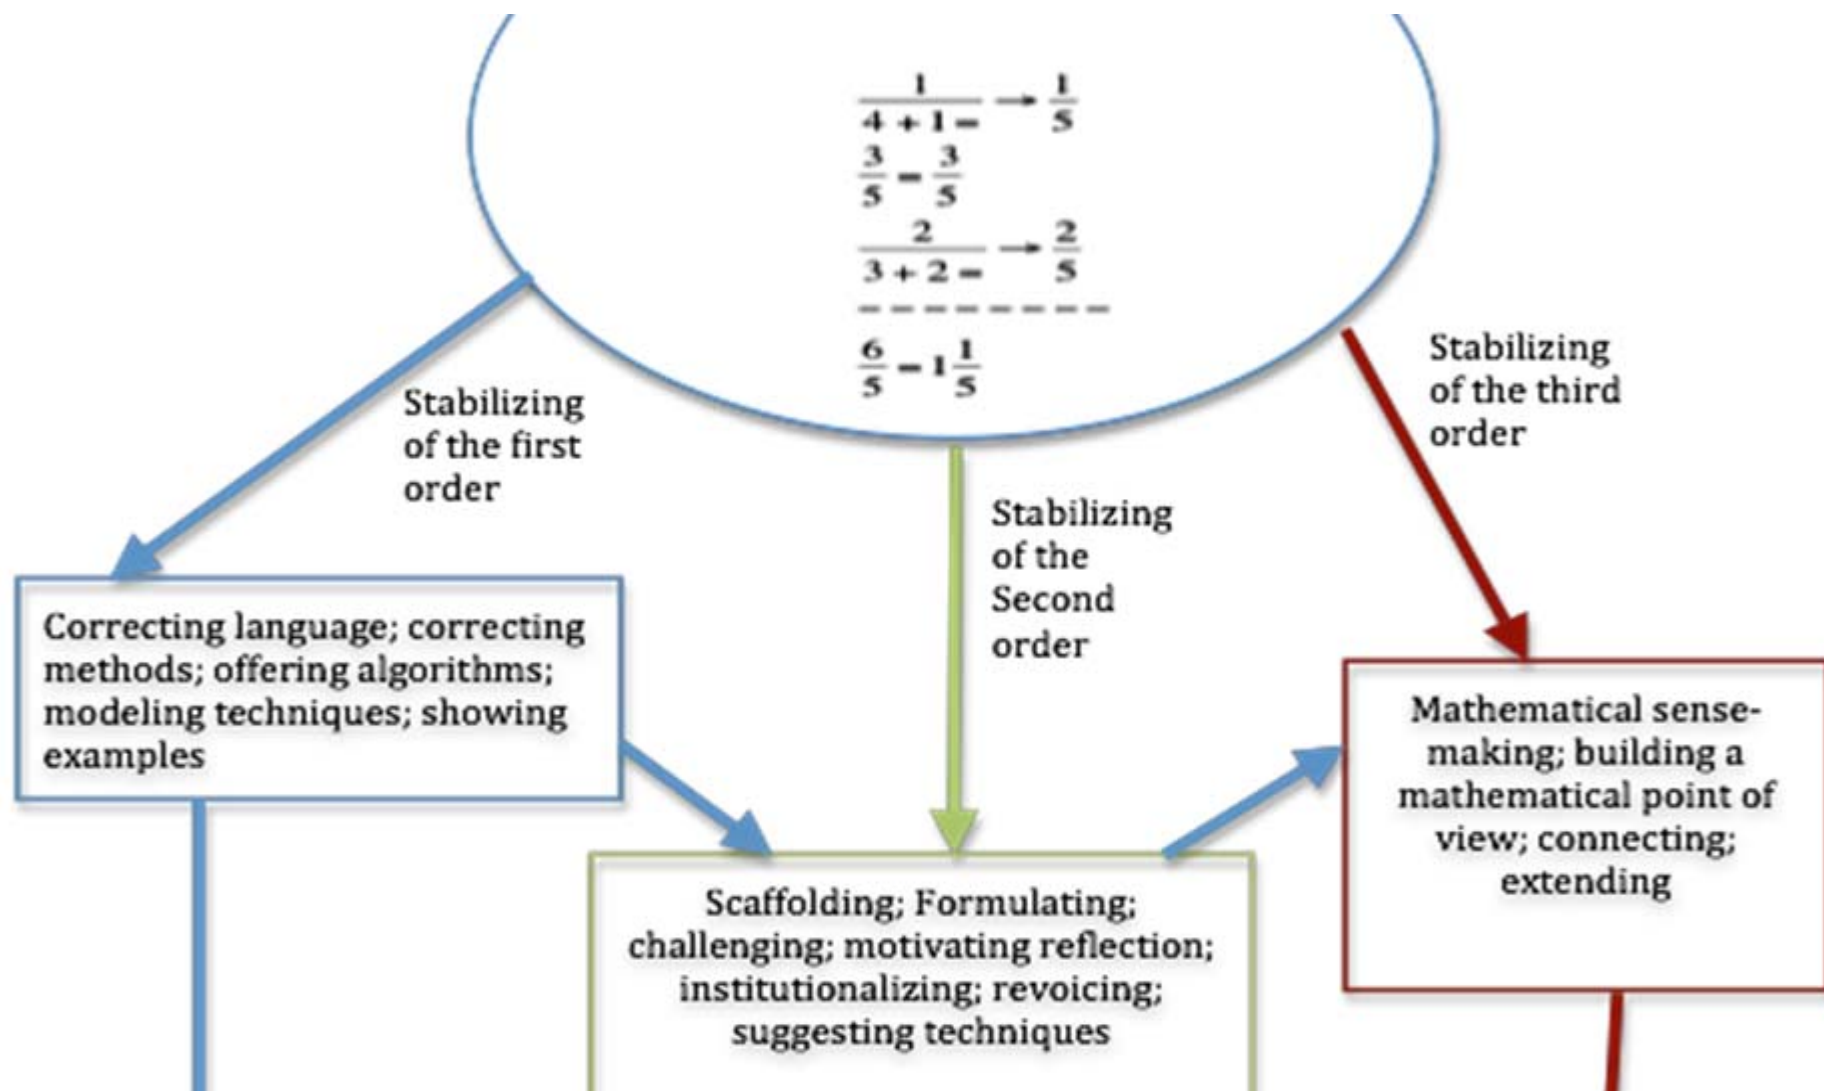 1
4 + 1 = → 1/5
3/5 = 3/5
2
3 + 2 = → 2/5
- - - - - - - -
6/5 = 1 1/5
Stabilizing
of the first
order
Stabilizing
of the
Second
order
Stabilizing
of the third
order
Correcting language; correcting
methods; offering algorithms;
modeling techniques; showing
examples
Scaffolding; Formulating;
challenging; motivating reflection;
institutionalizing; revoicing;
suggesting techniques
Mathematical sense-
making; building a
mathematical point of
view; connecting;
extending